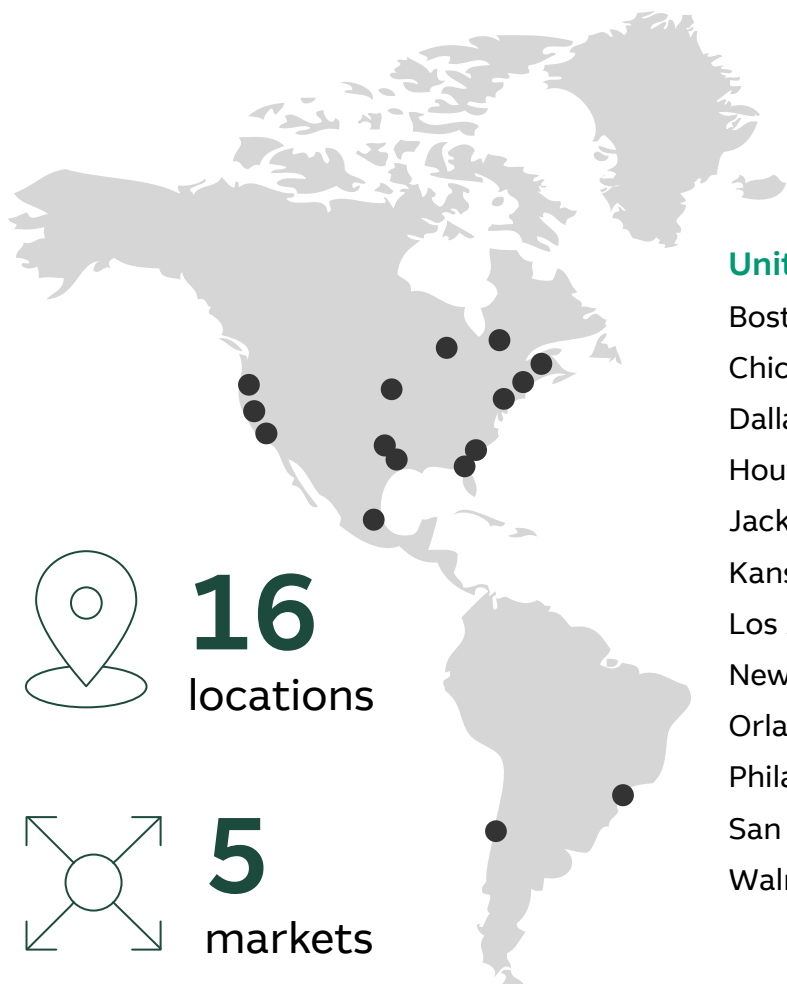 16
locations
5
markets
Unit
Bost
Chic
Dalla
Hou
Jack
Kans
Los
New
Orla
Phila
San
Waln